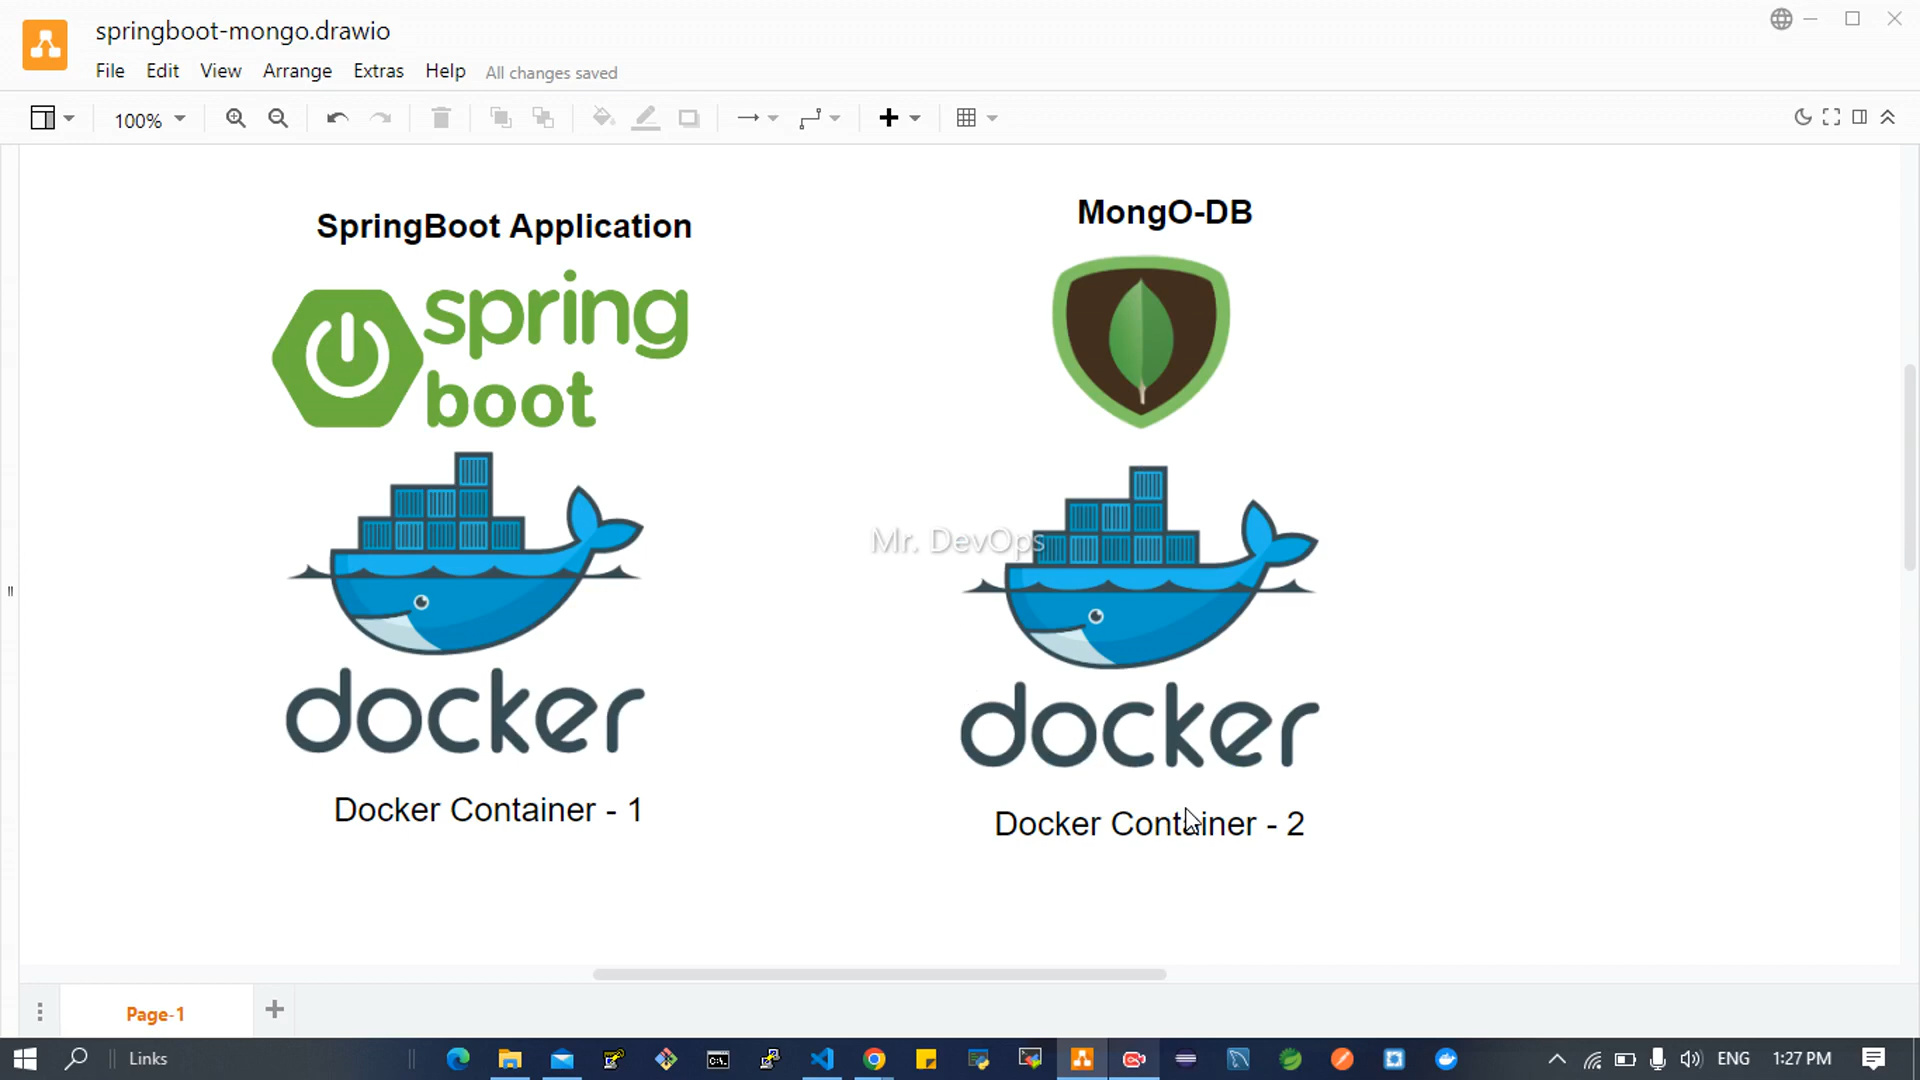 springboot-mongo.drawio
File Edit View Arrange Extras Help All changes saved
100%
SpringBoot Application
MongO-DB
spring
boot
Mr. DevOps
docker
docker
Docker Container - 1
Docker Container - 2
Page-1
Links
ENG
1:27 PM